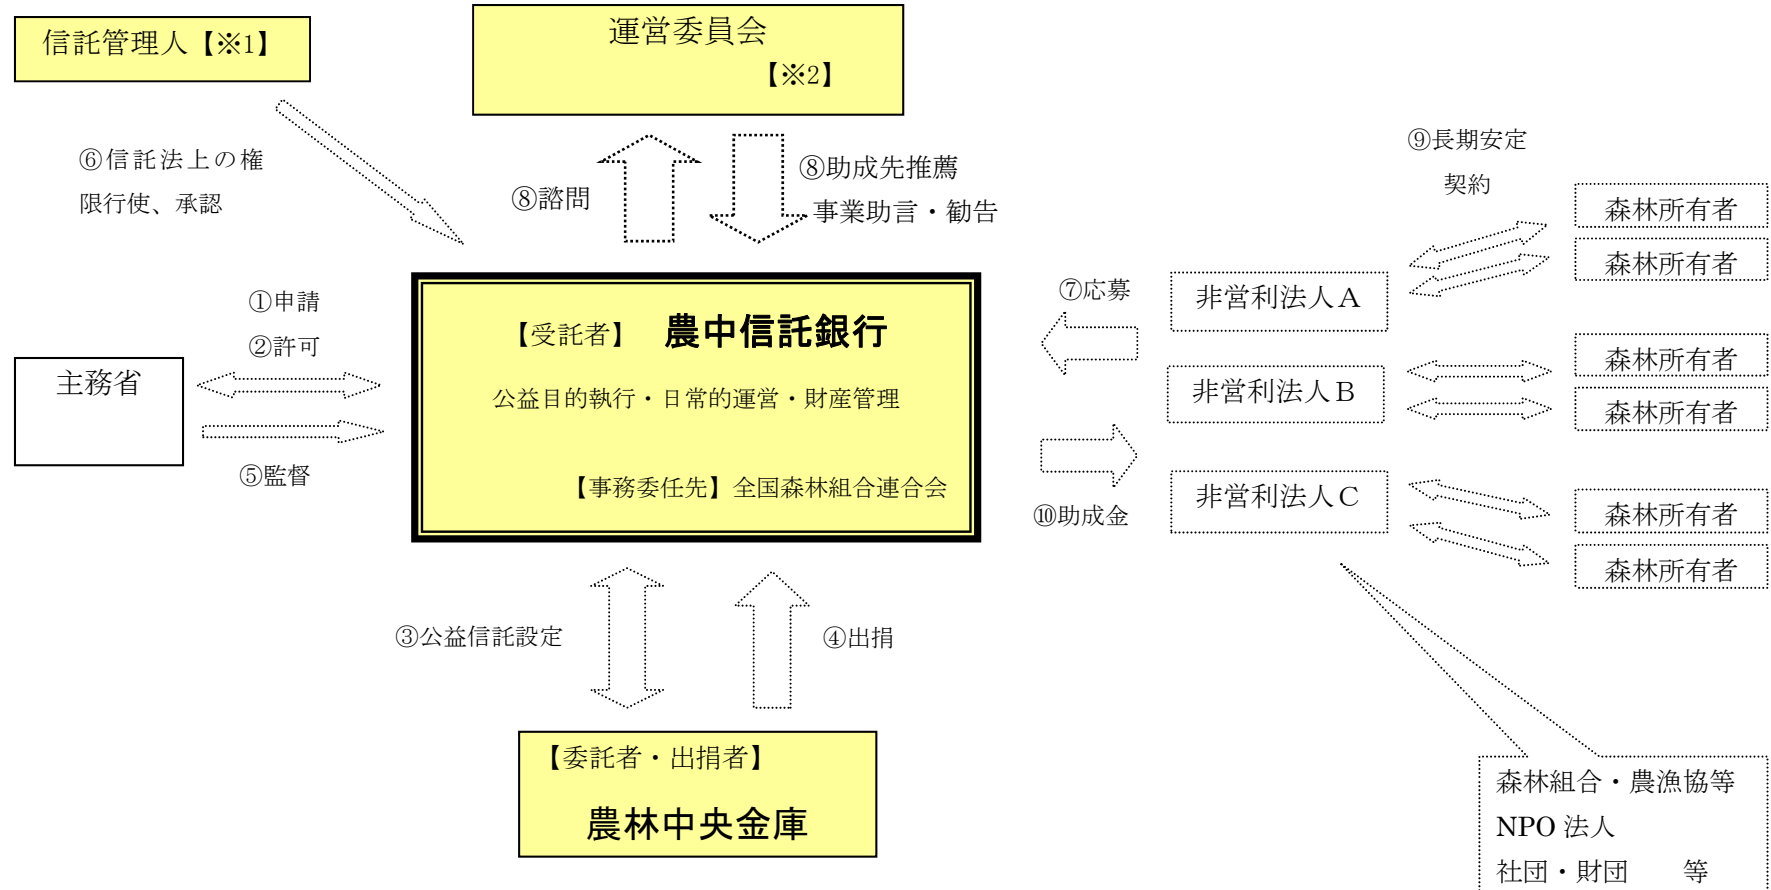 信託管理人【※1】
運営委員会
【※2】
⑥信託法上の権
限行使、承認
⑧諮問
⑧助成先推薦
事業助言・勧告
⑨長期安定
契約
森林所有者
森林所有者
①申請
②許可
主務省
⑤監督
【受託者】 農中信託銀行
公益目的執行・日常的運営・財産管理
【事務委任先】全国森林組合連合会
⑦応募
⑩助成金
非営利法人A
非営利法人B
非営利法人C
森林所有者
森林所有者
森林所有者
森林所有者
③公益信託設定
④出捐
【委託者・出捐者】
農林中央金庫
森林組合・農漁協等
NPO 法人
社団・財団 等